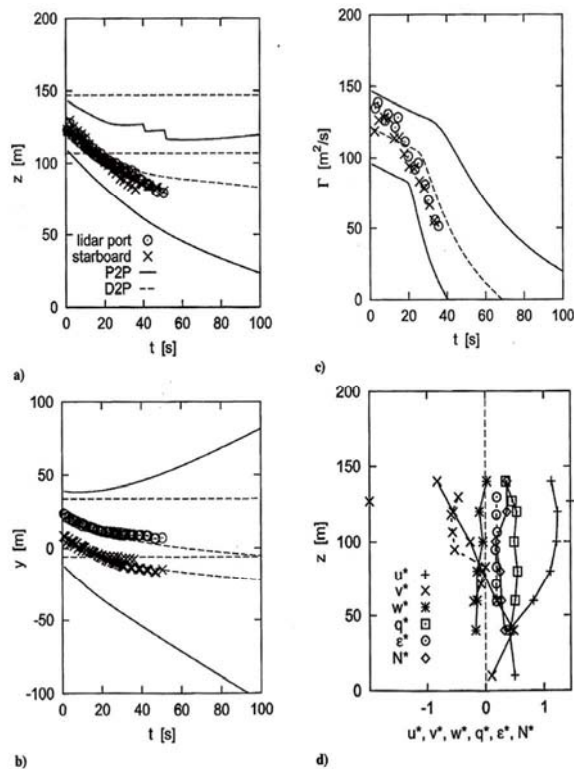 a)
200
150
100
50
0
z [m]
lidar port
starboard
P2P
D2P
0 20 40 60 80 100
t [s]
b)
100
50
0
-50
-100
y [m]
0 20 40 60 80 100
t [s]
c)
200
150
100
50
0
Γ [m²/s]
0 20 40 60 80 100
t [s]
d)
200
150
100
50
0
z [m]
u*
v*
w*
q*
ε*
N*
-1 0 1
u*, v*, w*, q*, ε*, N*